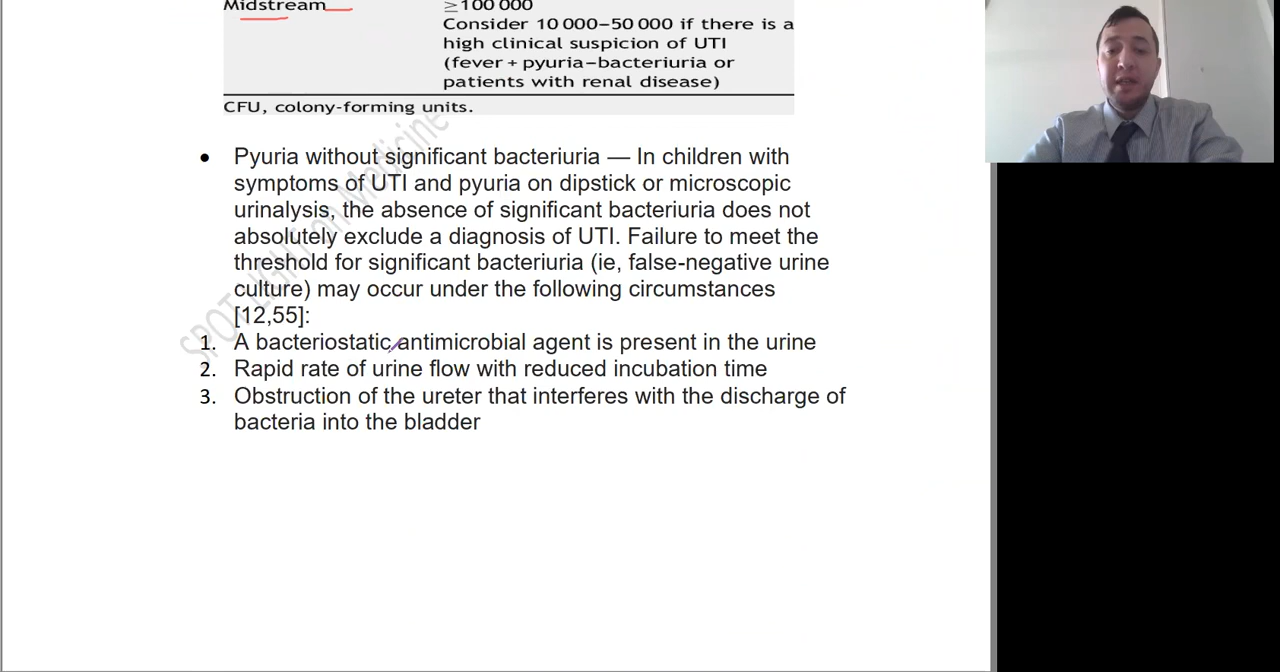 Midstream
≥100 000
Consider 10 000–50 000 if there is a
high clinical suspicion of UTI
(fever + pyuria–bacteriuria or
patients with renal disease)
CFU, colony-forming units.
• Pyuria without significant bacteriuria — In children with
symptoms of UTI and pyuria on dipstick or microscopic
urinalysis, the absence of significant bacteriuria does not
absolutely exclude a diagnosis of UTI. Failure to meet the
threshold for significant bacteriuria (ie, false-negative urine
culture) may occur under the following circumstances
[12,55]:
1. A bacteriostatic antimicrobial agent is present in the urine
2. Rapid rate of urine flow with reduced incubation time
3. Obstruction of the ureter that interferes with the discharge of
bacteria into the bladder
SPOT LIGHT on Medicine